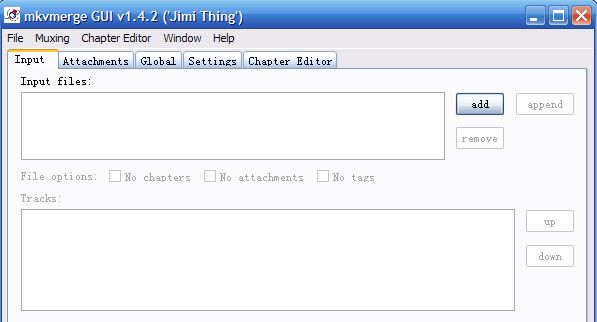 mkvmerge GUI v1.4.2 ('Jimi Thing')
File Muxing Chapter Editor Window Help
Input Attachments Global Settings Chapter Editor
Input files:
add append
remove
File options: No chapters No attachments No tags
Tracks:
up
down